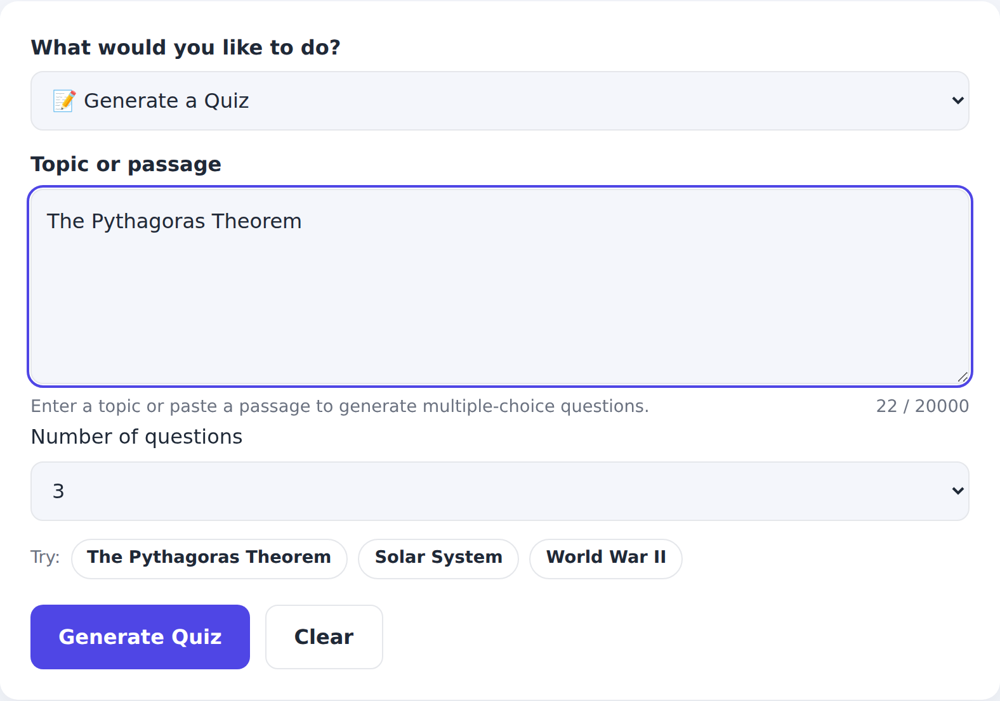 What would you like to do?
📝 Generate a Quiz
Topic or passage
The Pythagoras Theorem
Enter a topic or paste a passage to generate multiple-choice questions. 22 / 20000
Number of questions
3
Try: The Pythagoras Theorem Solar System World War II
Generate Quiz Clear